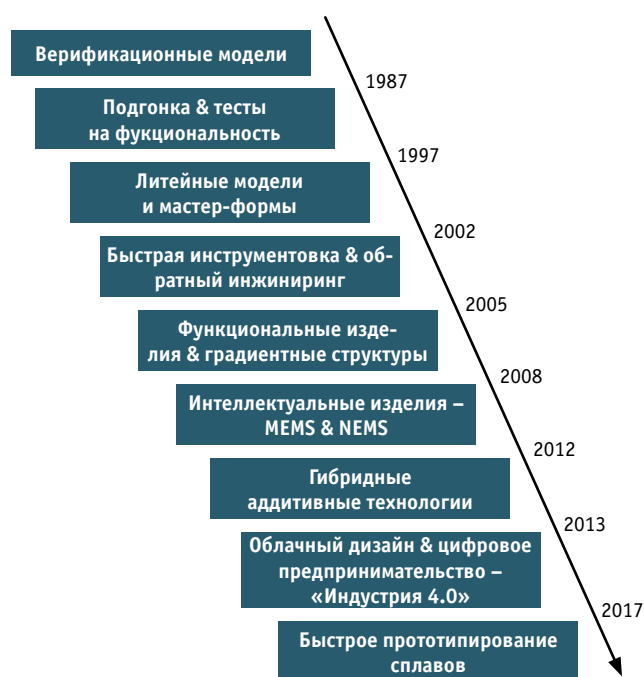 Верификационные модели
1987
Подгонка & тесты
на фукциональность
1997
Литейные модели
и мастер-формы
2002
Быстрая инструментовка & об-
ратный инжиниринг
2005
Функциональные изде-
лия & градиентные структуры
2008
Интеллектуальные изделия –
MEMS & NEMS
2012
Гибридные
аддитивные технологии
2013
Облачный дизайн & цифровое
предпринимательство –
«Индустрия 4.0»
2017
Быстрое прототипирование
сплавов